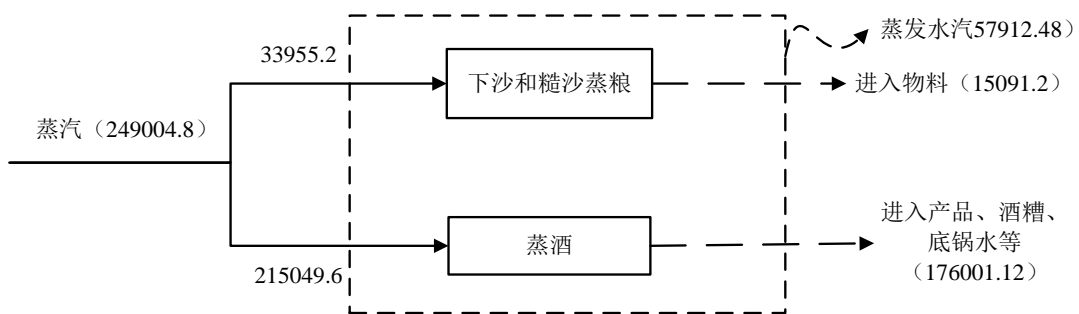 蒸发水汽57912.48）
33955.2
下沙和糙沙蒸粮
进入物料（15091.2）
蒸汽（249004.8）
进入产品、酒糟、
底锅水等
（176001.12）
蒸酒
215049.6